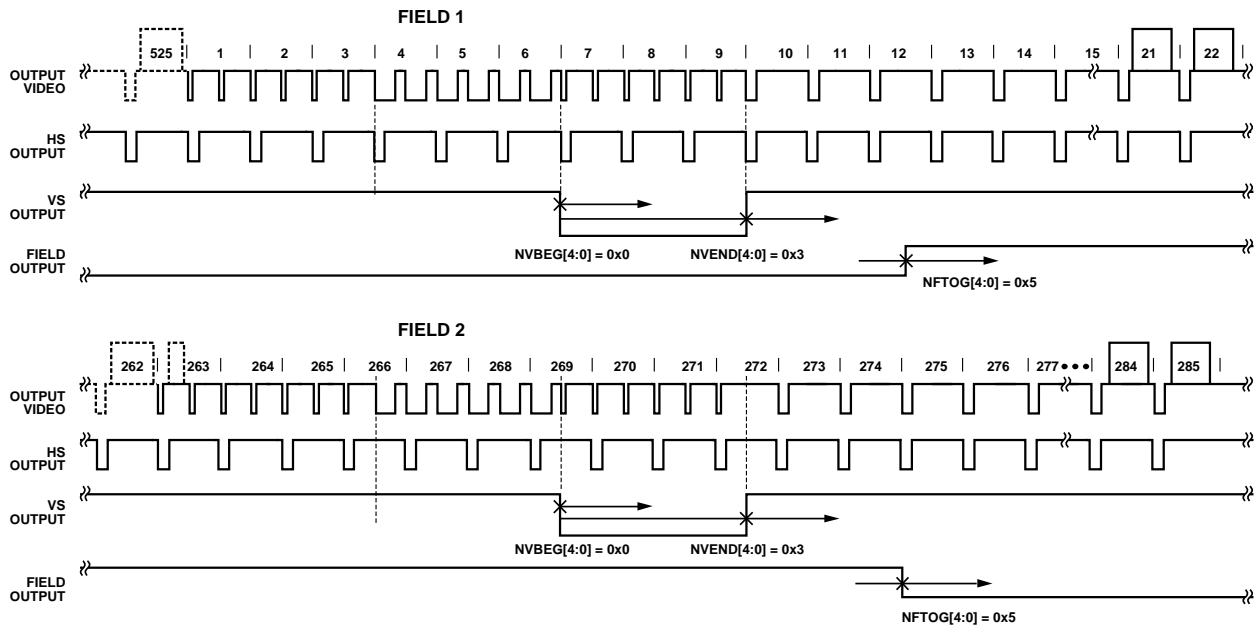 FIELD 1
525 1 2 3 4 5 6 7 8 9 10 11 12 13 14 15 21 22
OUTPUT
VIDEO
HS
OUTPUT
VS
OUTPUT
NVBEG[4:0] = 0x0 NVEND[4:0] = 0x3
FIELD
OUTPUT
NFTOG[4:0] = 0x5
FIELD 2
262 263 264 265 266 267 268 269 270 271 272 273 274 275 276 277 284 285
OUTPUT
VIDEO
HS
OUTPUT
VS
OUTPUT
NVBEG[4:0] = 0x0 NVEND[4:0] = 0x3
FIELD
OUTPUT
NFTOG[4:0] = 0x5